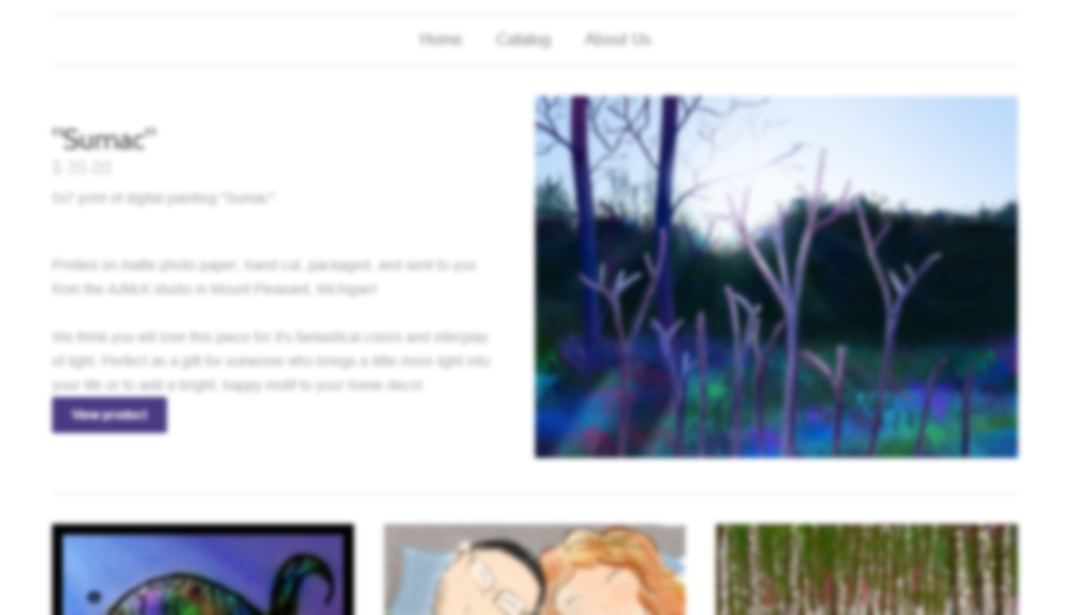 Home Catalog About Us
"Sumac"
$ 35.00
5x7 print of digital painting "Sumac"
Printed on matte photo paper, hand cut, packaged, and sent to you
from the studio in Mount Pleasant, Michigan!
We think you will love this piece for it's fantastical colors and interplay
of light. Perfect as a gift for someone who brings a little more light into
your life or to add a bright, happy motif to your home decor.
View product